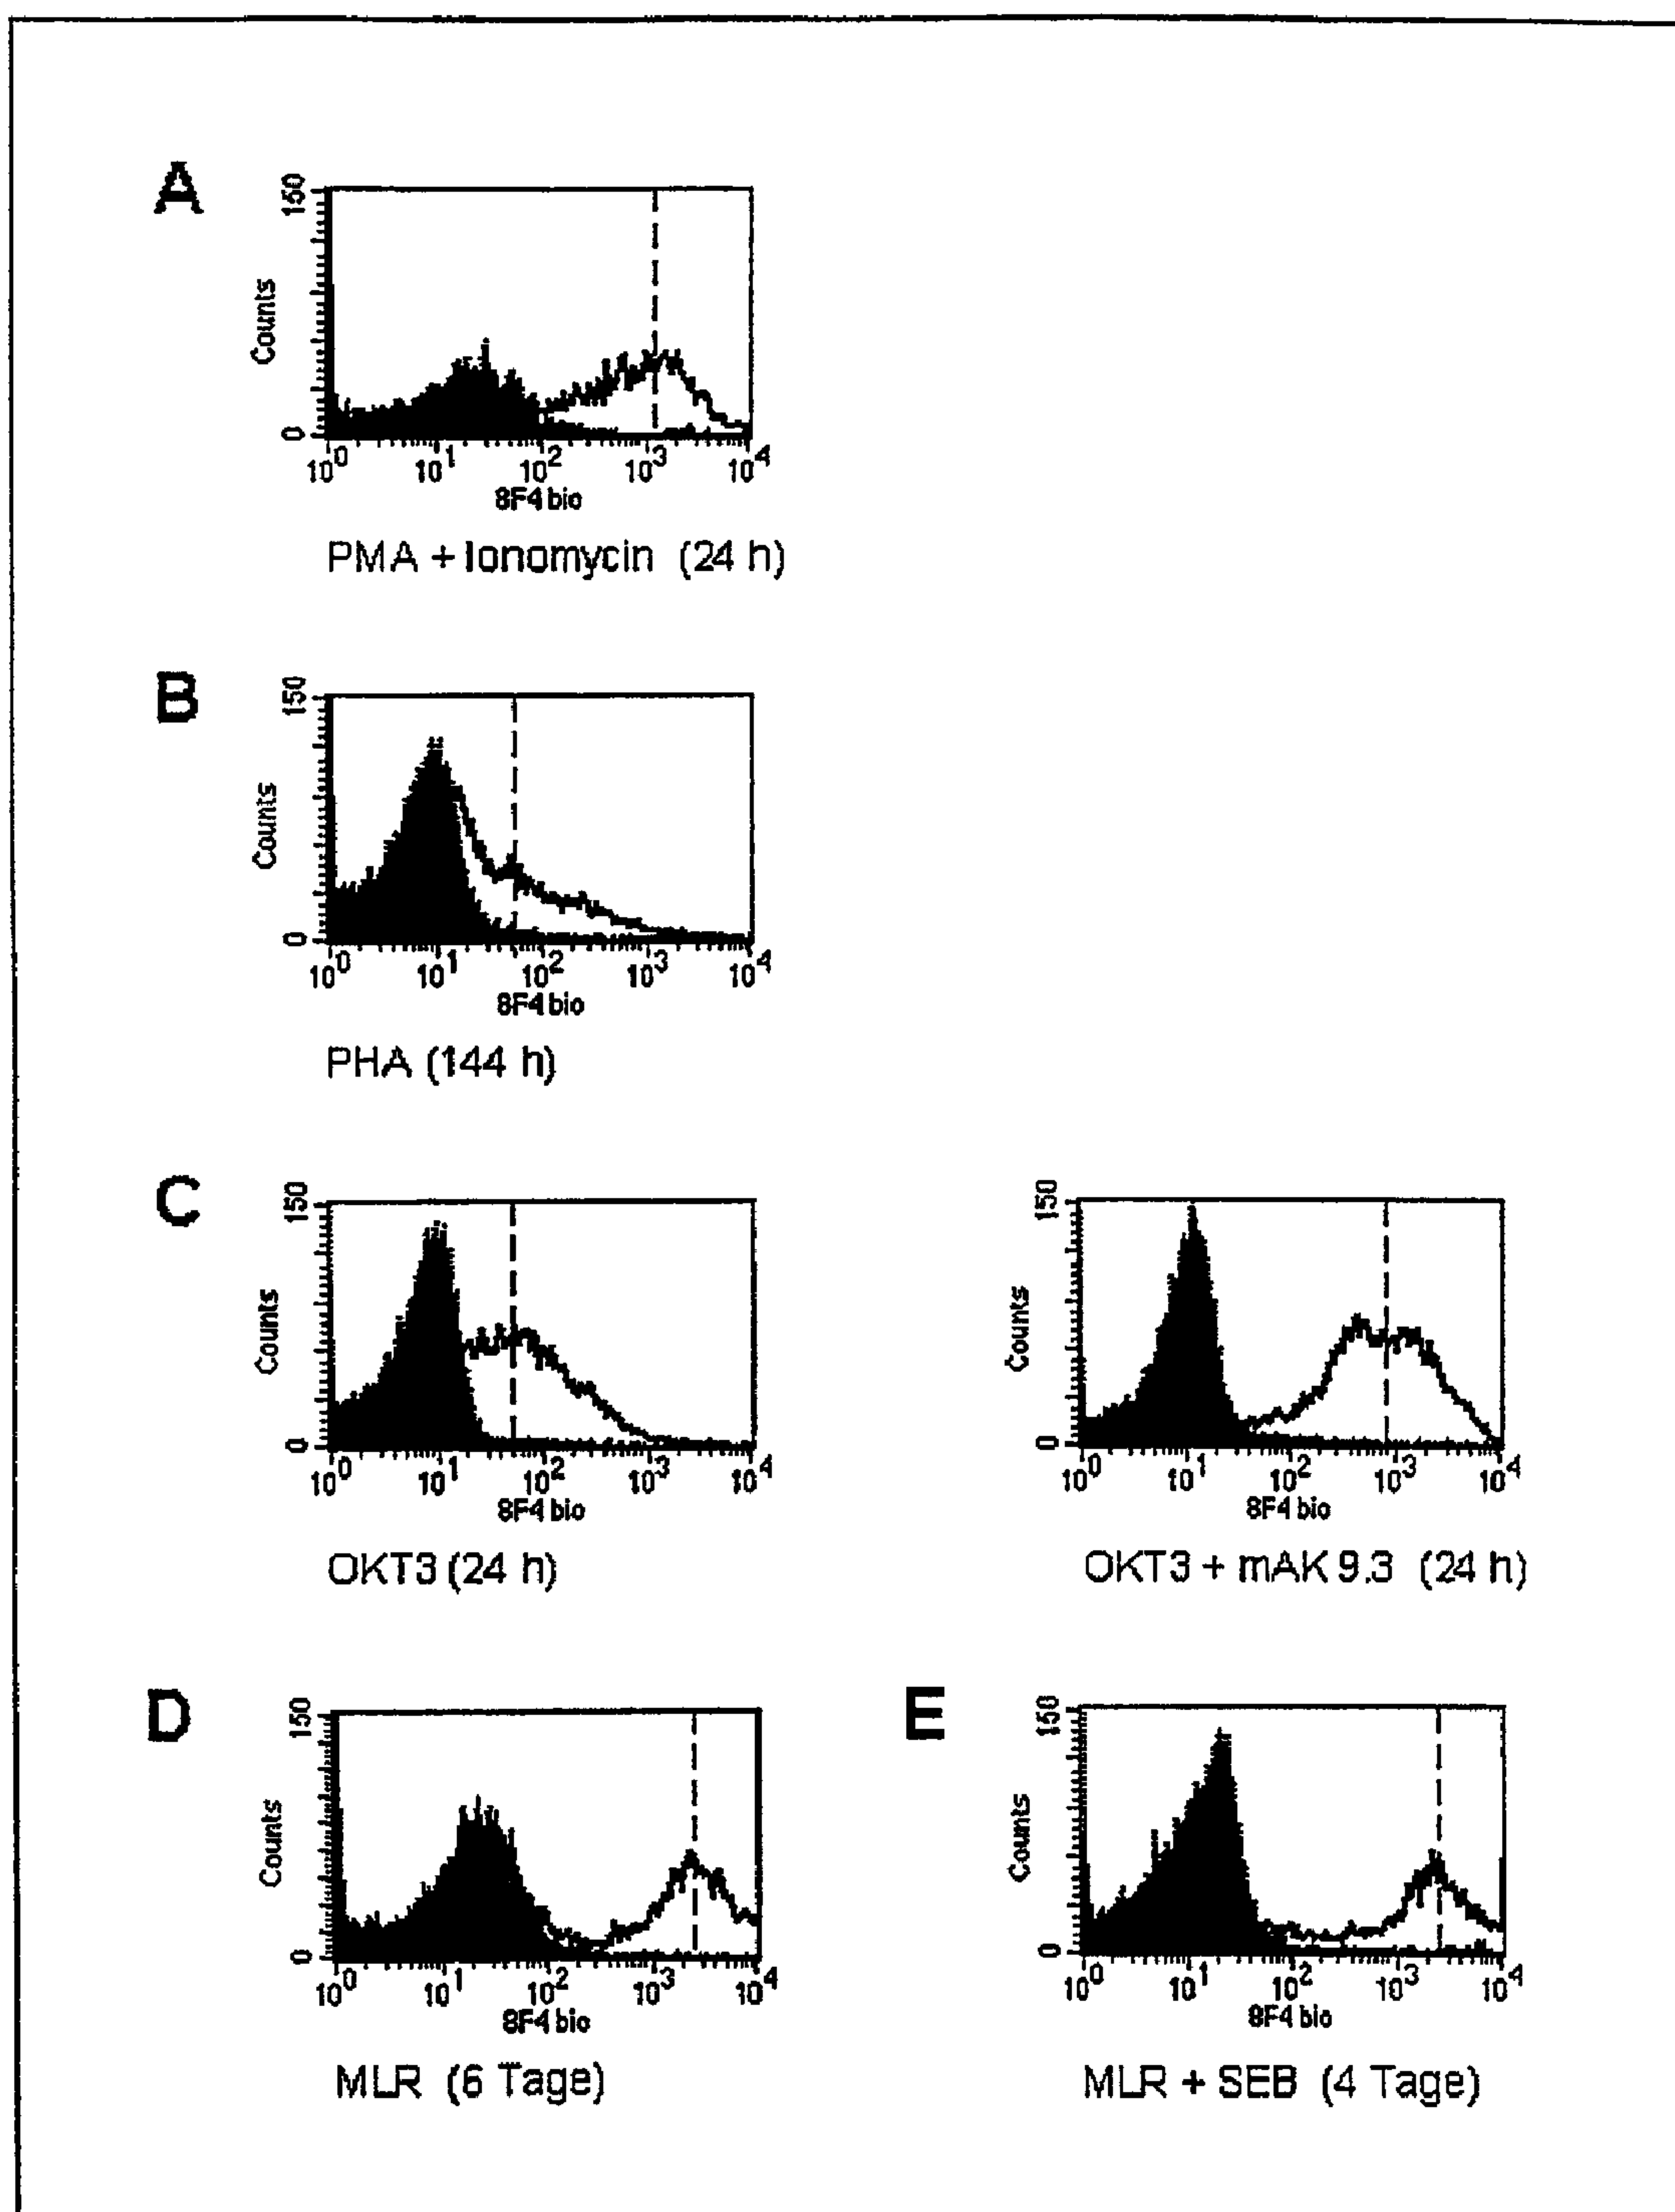 A
150
Counts
0
10^0 10^1 10^2 10^3 10^4
8F4 bio
PMA + Ionomycin (24 h)
B
150
Counts
0
10^0 10^1 10^2 10^3 10^4
8F4 bio
PHA (144 h)
C
150
Counts
0
10^0 10^1 10^2 10^3 10^4
8F4 bio
OKT3 (24 h)
150
Counts
0
10^0 10^1 10^2 10^3 10^4
8F4 bio
OKT3 + mAK 9.3 (24 h)
D
150
Counts
0
10^0 10^1 10^2 10^3 10^4
8F4 bio
MLR (6 Tage)
E
150
Counts
0
10^0 10^1 10^2 10^3 10^4
8F4 bio
MLR + SEB (4 Tage)